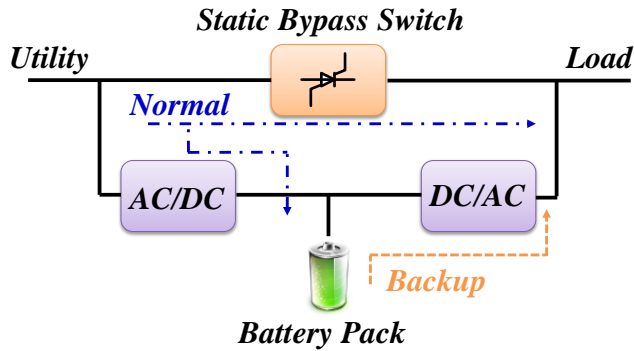 Static Bypass Switch
Utility
Load
Normal
AC/DC
DC/AC
Backup
Battery Pack